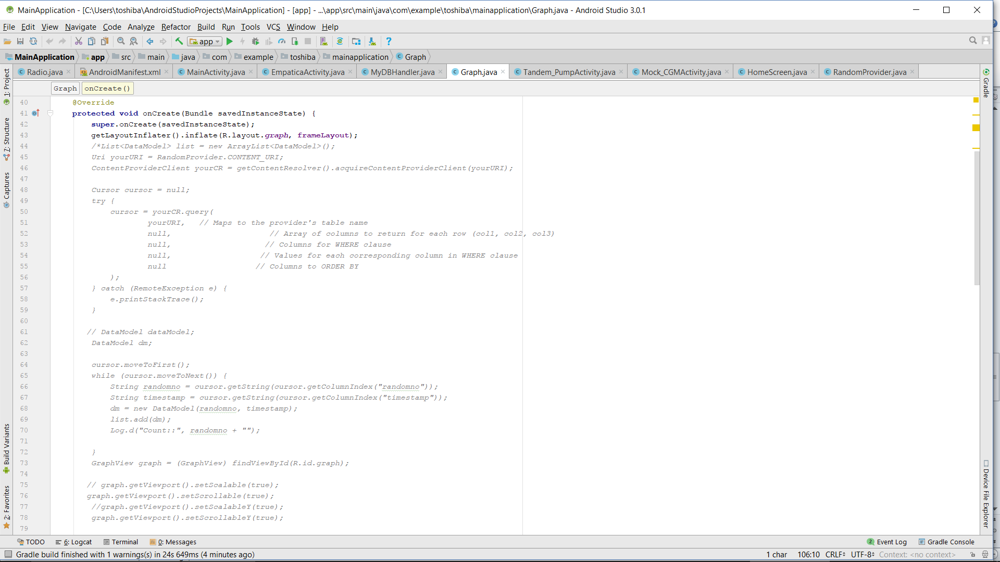 MainApplication - [C:\Users\toshiba\AndroidStudioProjects\MainApplication] - [app] - ...\app\src\main\java\com\example\toshiba\mainapplication\Graph.java - Android Studio 3.0.1
File Edit View Navigate Code Analyze Refactor Build Run Tools VCS Window Help
app
MainApplication app src main java com example toshiba mainapplication Graph
Radio.java AndroidManifest.xml MainActivity.java EmpaticaActivity.java MyDBHandler.java Graph.java Tandem_PumpActivity.java Mock_CGMActivity.java HomeScreen.java RandomProvider.java
Graph onCreate()
1: Project
7: Structure
Captures
Build Variants
2: Favorites
40 @Override
41 protected void onCreate(Bundle savedInstanceState) {
42 super.onCreate(savedInstanceState);
43 getLayoutInflater().inflate(R.layout.graph, frameLayout);
44 /*List<DataModel> list = new ArrayList<DataModel>();
45 Uri yourURI = RandomProvider.CONTENT_URI;
46 ContentProviderClient yourCR = getContentResolver().acquireContentProviderClient(yourURI);
47
48 Cursor cursor = null;
49 try {
50 cursor = yourCR.query(
51 yourURI, // Maps to the provider's table name
52 null, // Array of columns to return for each row (col1, col2, col3)
53 null, // Columns for WHERE clause
54 null, // Values for each corresponding column in WHERE clause
55 null // Columns to ORDER BY
56 );
57 } catch (RemoteException e) {
58 e.printStackTrace();
59 }
60
61 // DataModel dataModel;
62 DataModel dm;
63
64 cursor.moveToFirst();
65 while (cursor.moveToNext()) {
66 String randomno = cursor.getString(cursor.getColumnIndex("randomno"));
67 String timestamp = cursor.getString(cursor.getColumnIndex("timestamp"));
68 dm = new DataModel(randomno, timestamp);
69 list.add(dm);
70 Log.d("Count::", randomno + "");
71
72 }
73 GraphView graph = (GraphView) findViewById(R.id.graph);
74
75 // graph.getViewport().setScalable(true);
76 graph.getViewport().setScrollable(true);
77 //graph.getViewport().setScalableY(true);
78 graph.getViewport().setScrollableY(true);
79
Gradle
Device File Explorer
TODO 6: Logcat Terminal 0: Messages 2 Event Log Gradle Console
Gradle build finished with 1 warnings(s) in 24s 649ms (4 minutes ago) 1 char 106:10 CRLF UTF-8 Context: <no context>